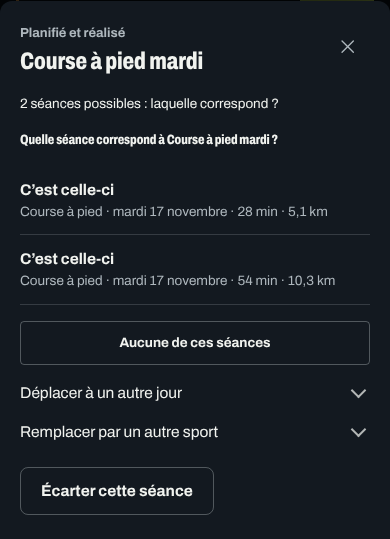 Planifié et réalisé
Course à pied mardi
2 séances possibles : laquelle correspond ?
Quelle séance correspond à Course à pied mardi ?
C’est celle-ci
Course à pied · mardi 17 novembre · 28 min · 5,1 km
C’est celle-ci
Course à pied · mardi 17 novembre · 54 min · 10,3 km
Aucune de ces séances
Déplacer à un autre jour
Remplacer par un autre sport
Écarter cette séance